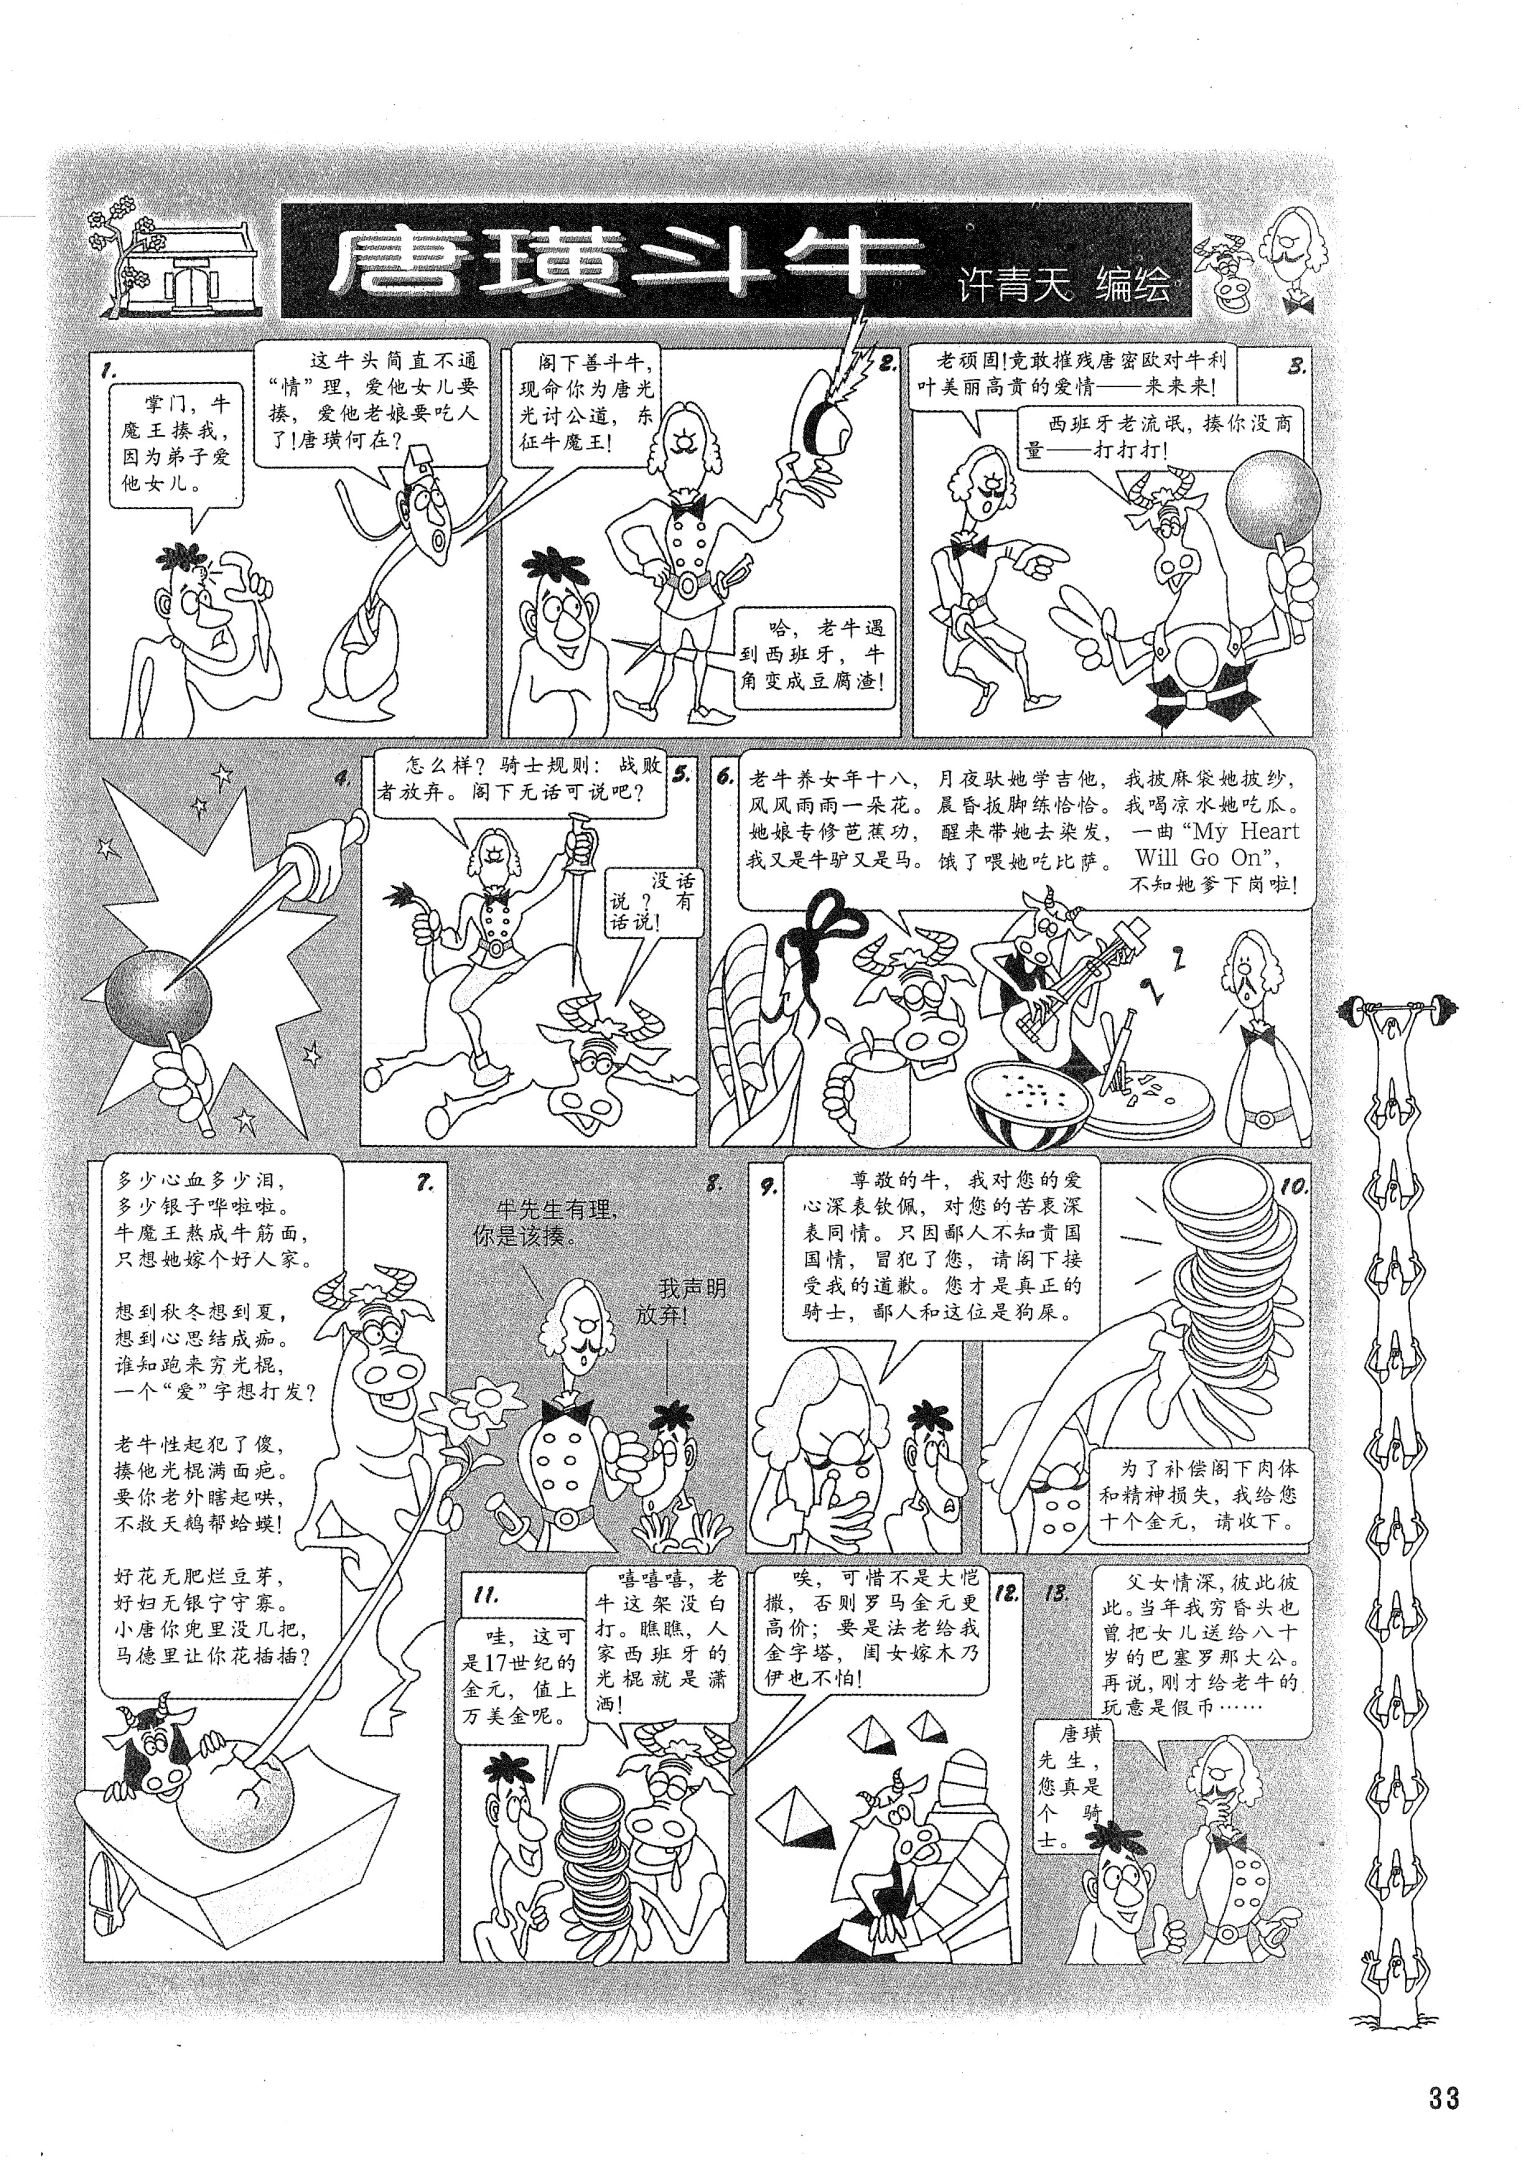 唐璜斗牛
许青天 编绘
1.
掌门，牛
魔王揍我，
因为弟子爱
他女儿。
这牛头简直不通
“情”理，爱他女儿要
揍，爱他老娘要吃人
了！唐璜何在？
2.
阁下善斗牛，
现命你为唐光
光讨公道，东
征牛魔王！
哈，老牛遇
到西班牙，牛
角变成豆腐渣！
3.
老顽固！竟敢摧残唐密欧对牛利
叶美丽高贵的爱情——来来来！
西班牙老流氓，揍你没商
量——打打打！
4.
5.
怎么样？骑士规则：战败
者放弃。阁下无话可说吧？
没话
说？有
话说！
6.
老牛养女年十八，
风风雨雨一朵花。
她娘专修芭蕉功，
我又是牛驴又是马。
月夜驮她学吉他，
晨昏扳脚练恰恰。
醒来带她去染发，
饿了喂她吃比萨。
我披麻袋她披纱，
我喝凉水她吃瓜。
一曲“My Heart
Will Go On”，
不知她爹下岗啦！
7.
多少心血多少泪，
多少银子哗啦啦。
牛魔王熬成牛筋面，
只想她嫁个好人家。
想到秋冬想到夏，
想到心思结成痂。
谁知跑来穷光棍，
一个“爱”字想打发？
老牛性起犯了傻，
揍他光棍满面疤。
要你老外瞎起哄，
不救天鹅帮蛤蟆！
好花无肥烂豆芽，
好妇无银宁守寡。
小唐你兜里没几把，
马德里让你花插插？
8.
牛先生有理，
你是该揍。
我声明
放弃！
9.
尊敬的牛，我对您的爱
心深表钦佩，对您的苦衷深
表同情。只因鄙人不知贵国
国情，冒犯了您，请阁下接
受我的道歉。您才是真正的
骑士，鄙人和这位是狗屎。
10.
为了补偿阁下肉体
和精神损失，我给您
十个金元，请收下。
11.
哇，这可
是17世纪的
金元，值上
万美金呢。
嘻嘻嘻，老
牛这架没白
打。瞧瞧，人
家西班牙的
光棍就是潇
洒！
12.
唉，可惜不是大恺
撒，否则罗马金元更
高价；要是法老给我
金字塔，闺女嫁木乃
伊也不怕！
13.
父女情深，彼此彼
此。当年我穷昏头也
曾把女儿送给八十
岁的巴塞罗那大公。
再说，刚才给老牛的
玩意是假币……
唐璜
先生，
您真是
个骑
士。
33